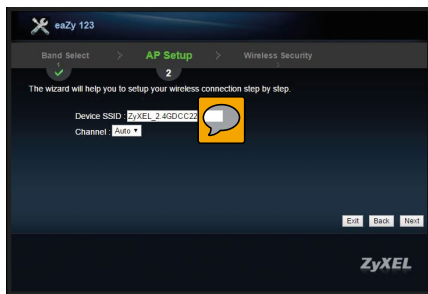 eaZy 123
Band Select > AP Setup > Wireless Security
1 2
The wizard will help you to setup your wireless connection step by step.
Device SSID : ZyXEL_2.4GDCC22
Channel : Auto
Exit Back Next
ZyXEL